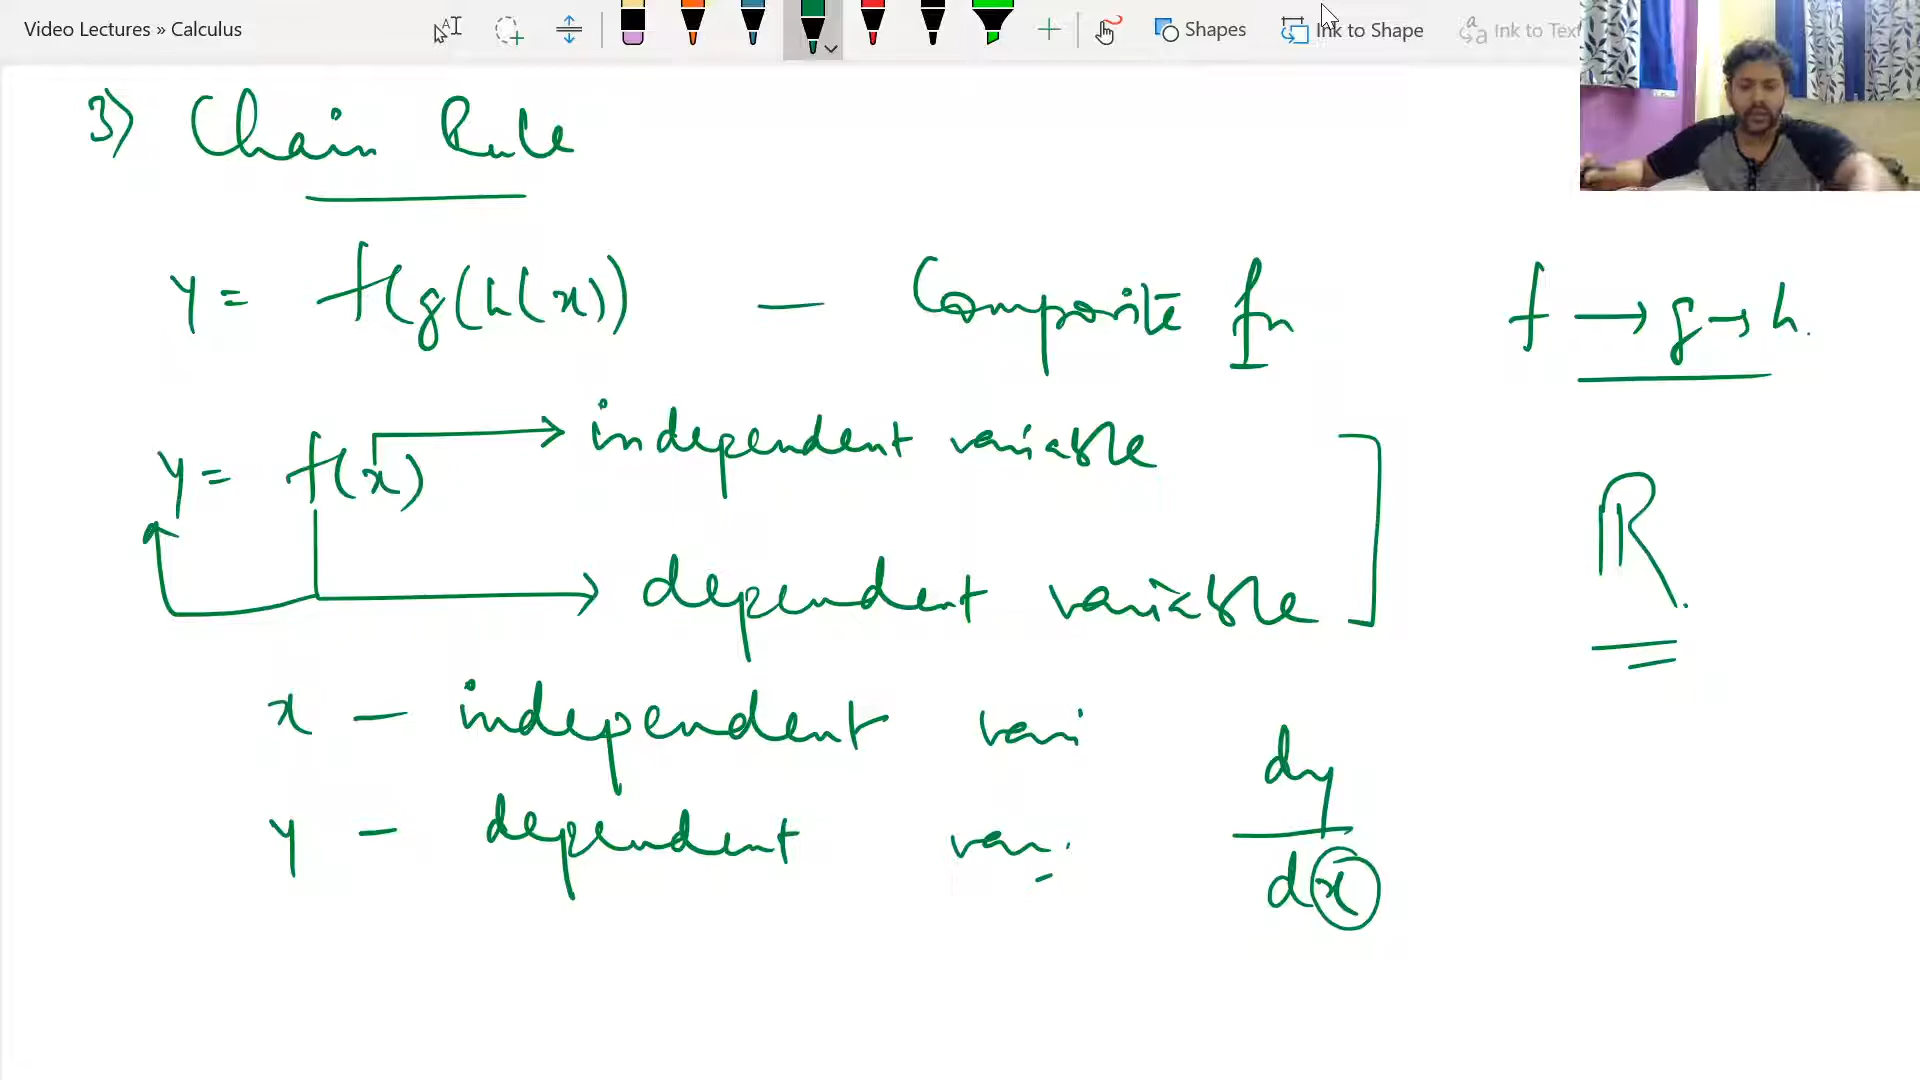 Video Lectures » Calculus
Shapes
Ink to Shape
Ink to Text
3) Chain Rule
y = f(g(h(x)) — Composite fn f → g → h.
y = f(x) → independent variable
→ dependent variable ] ℝ.
x — independent vari
y — dependent var.
dy
dx